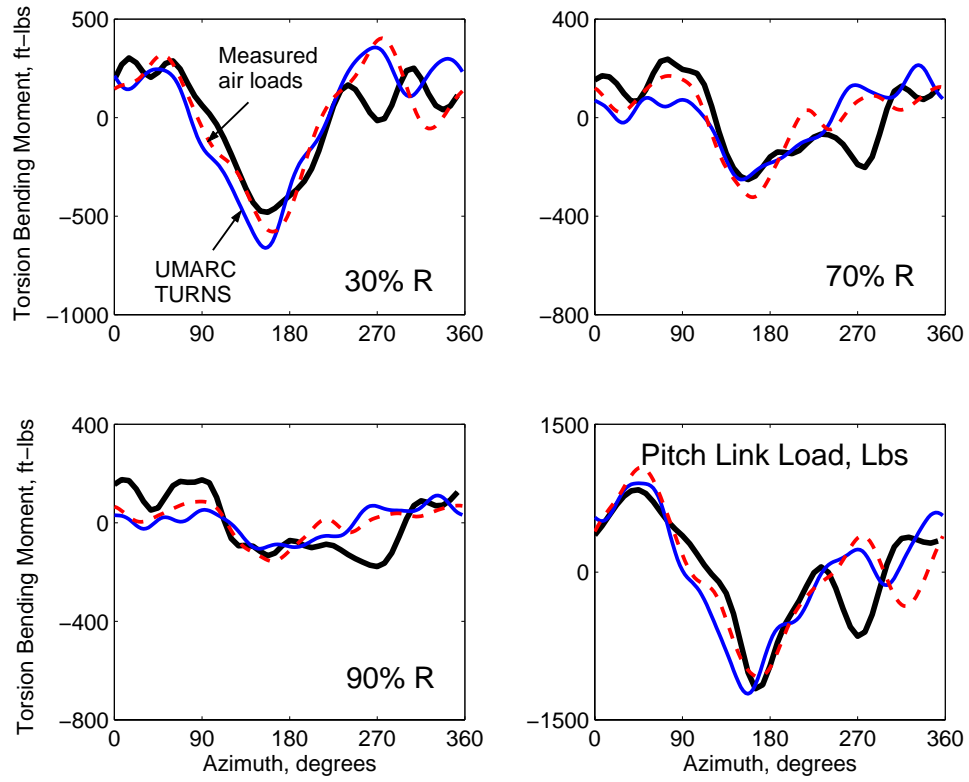 Torsion Bending Moment, ft−lbs
500
0
−500
−1000
0
90
180
270
360
Measured
air loads
UMARC
TURNS
30% R
400
0
−400
−800
0
90
180
270
360
70% R
Torsion Bending Moment, ft−lbs
400
0
−400
−800
0
90
180
270
360
Azimuth, degrees
90% R
1500
0
−1500
0
90
180
270
360
Azimuth, degrees
Pitch Link Load, Lbs